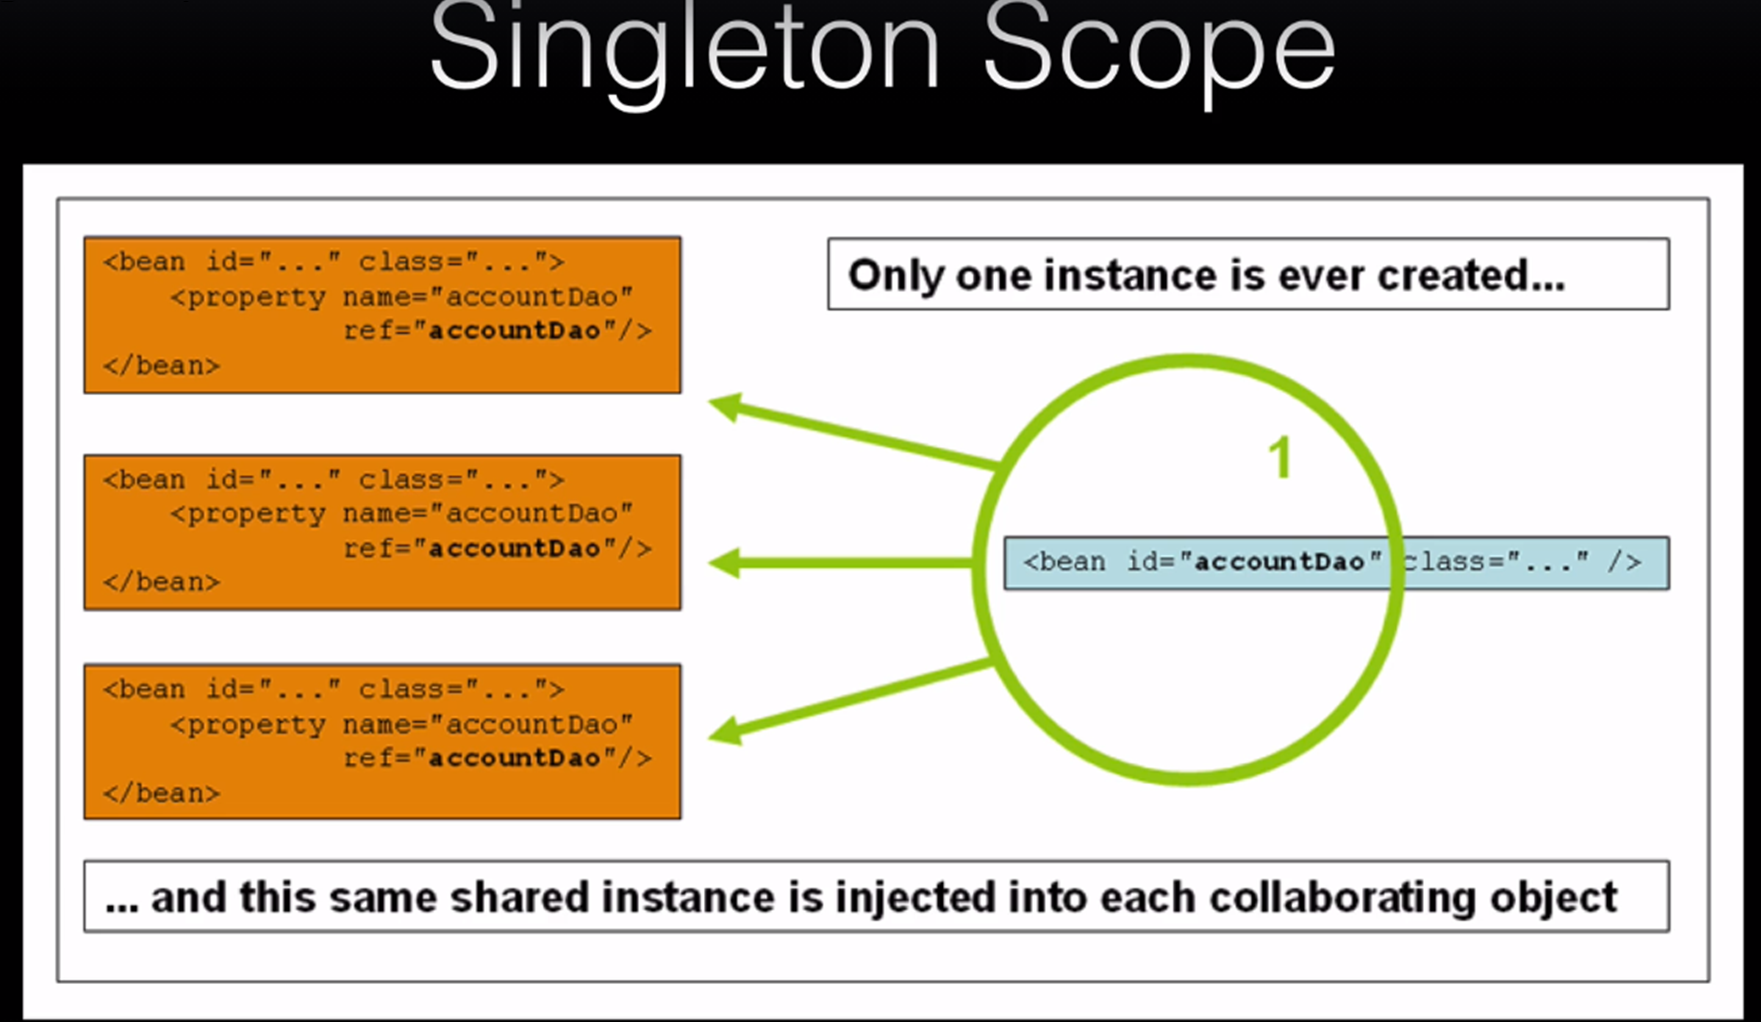 Singleton Scope
<bean id="..." class="...">
<property name="accountDao"
ref="accountDao"/>
</bean>
Only one instance is ever created...
<bean id="..." class="...">
<property name="accountDao"
ref="accountDao"/>
</bean>
1
<bean id="accountDao" class="..." />
<bean id="..." class="...">
<property name="accountDao"
ref="accountDao"/>
</bean>
... and this same shared instance is injected into each collaborating object